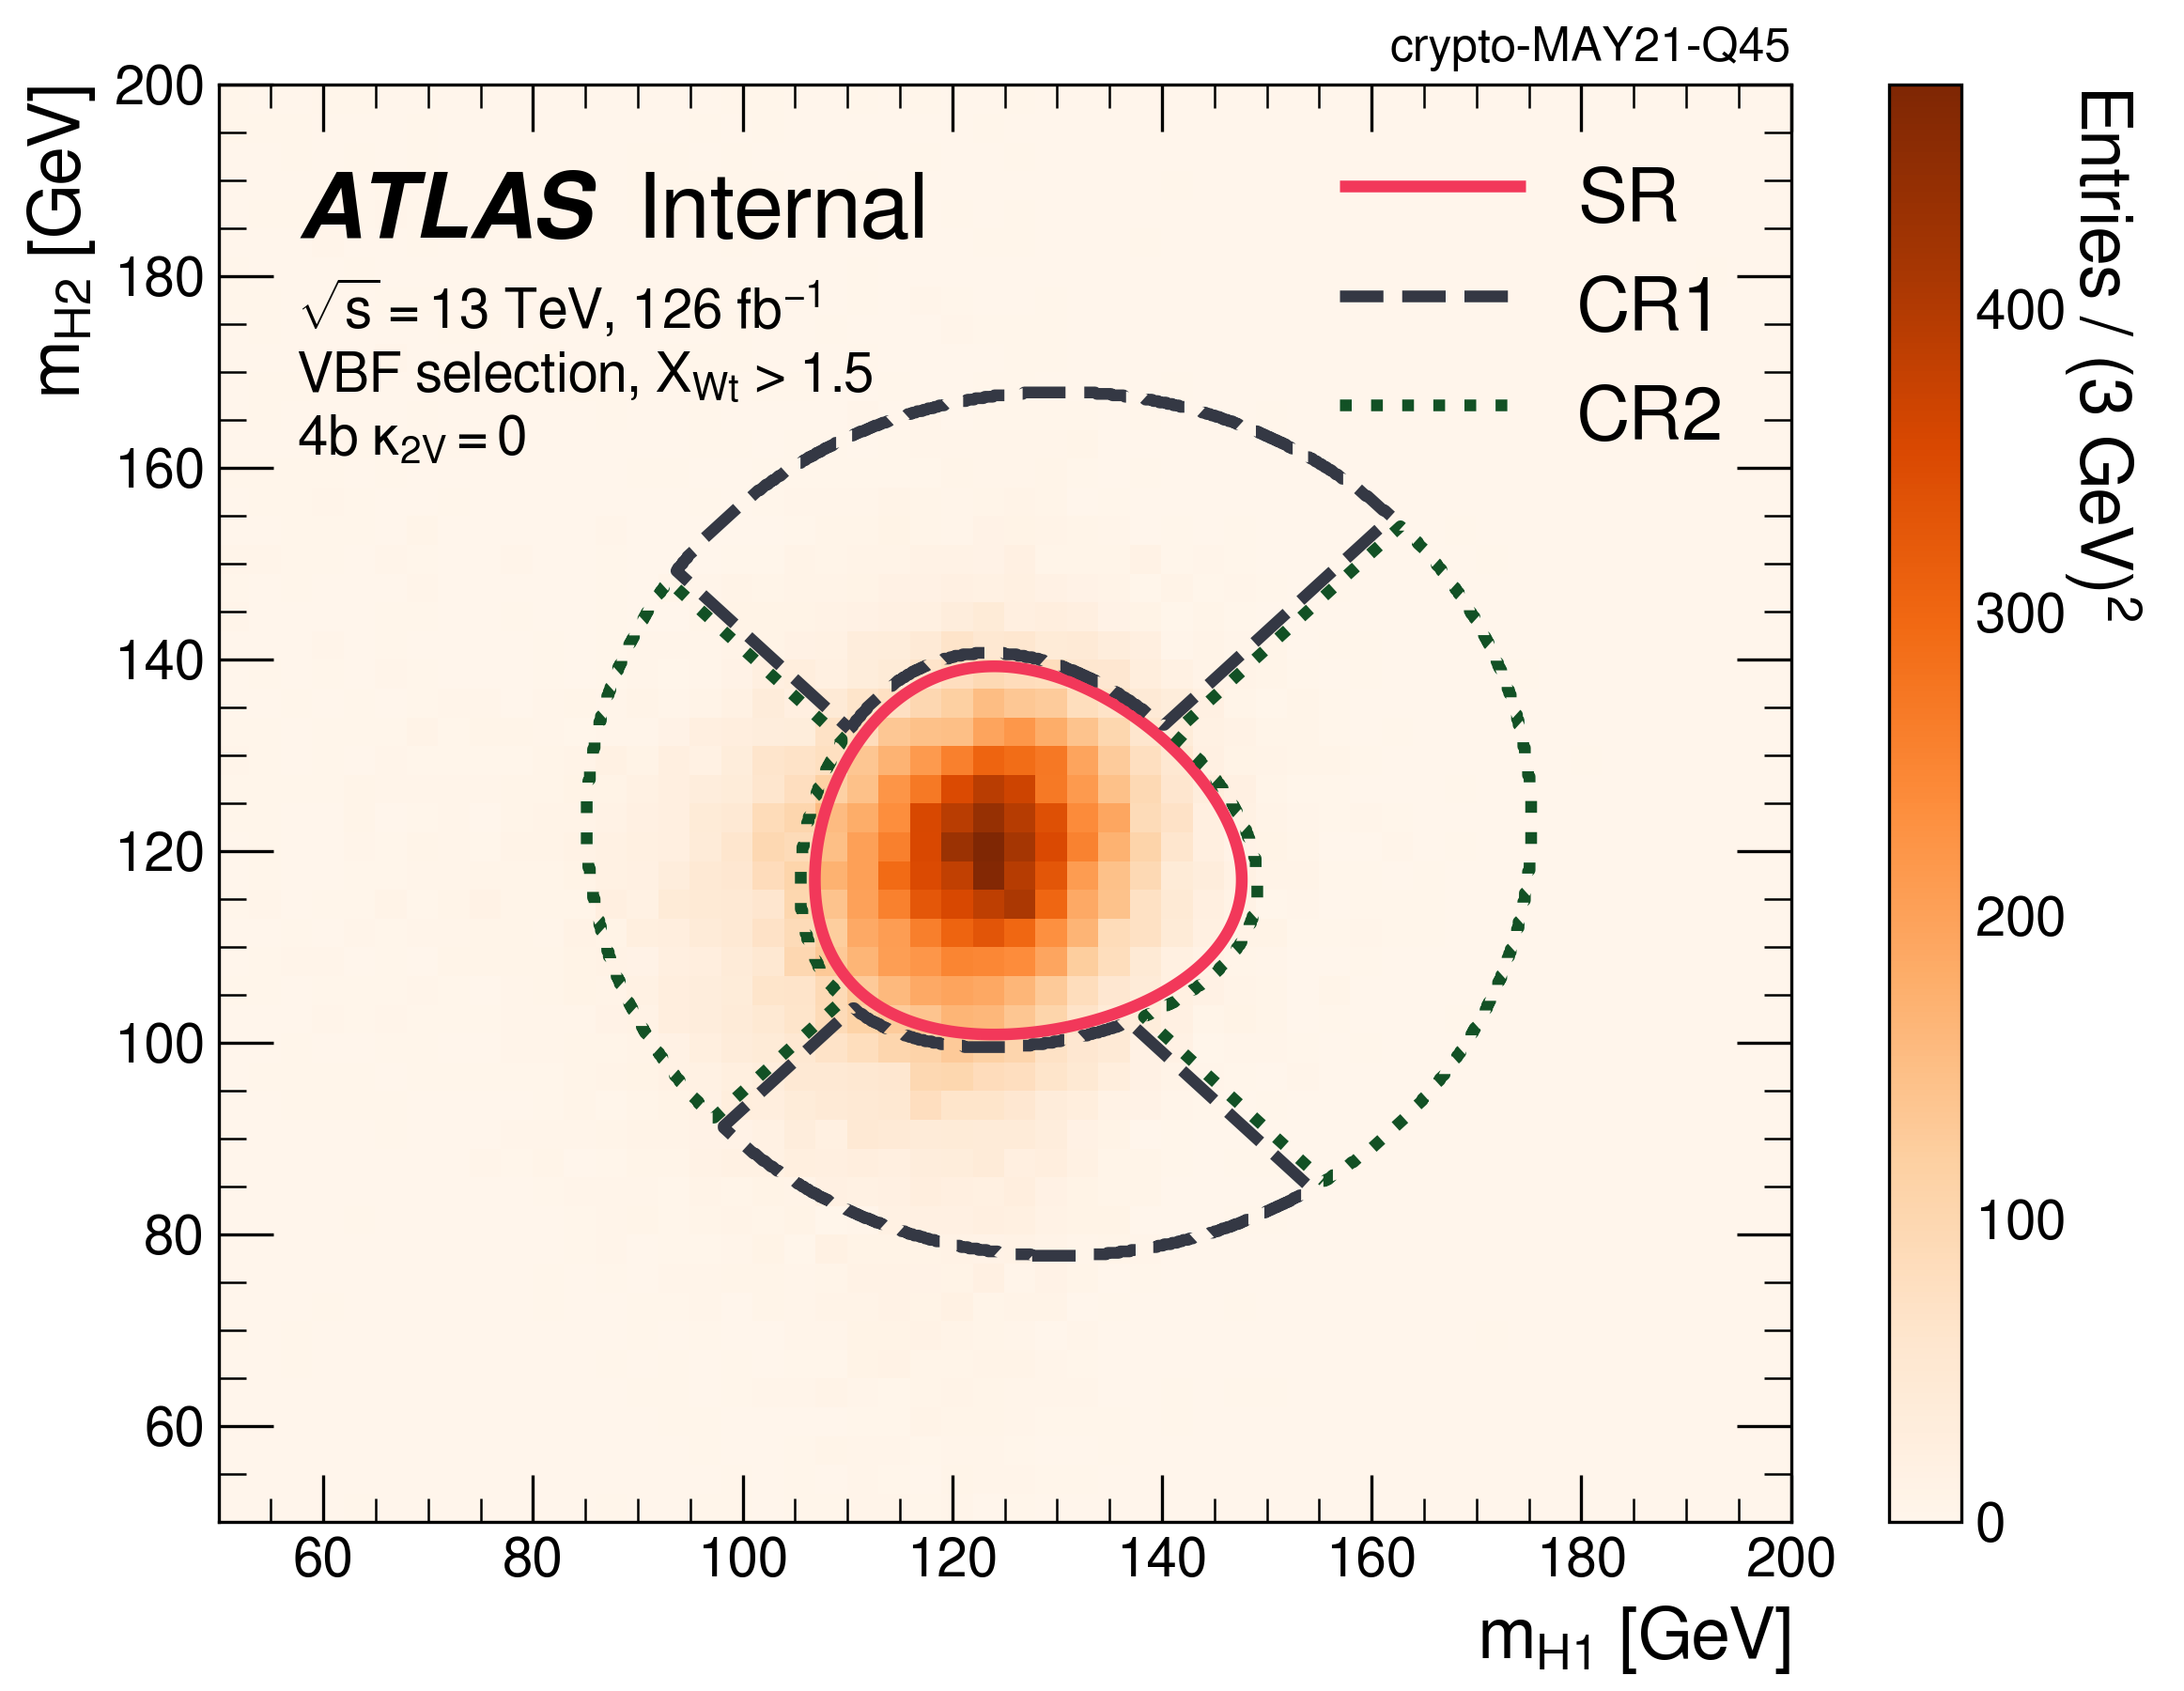 crypto-MAY21-Q45
ATLAS Internal
√s = 13 TeV, 126 fb⁻¹
VBF selection, X_Wt > 1.5
4b κ_2V = 0
SR
CR1
CR2
m_H2 [GeV]
200
180
160
140
120
100
80
60
60 80 100 120 140 160 180 200
m_H1 [GeV]
Entries / (3 GeV)²
400
300
200
100
0